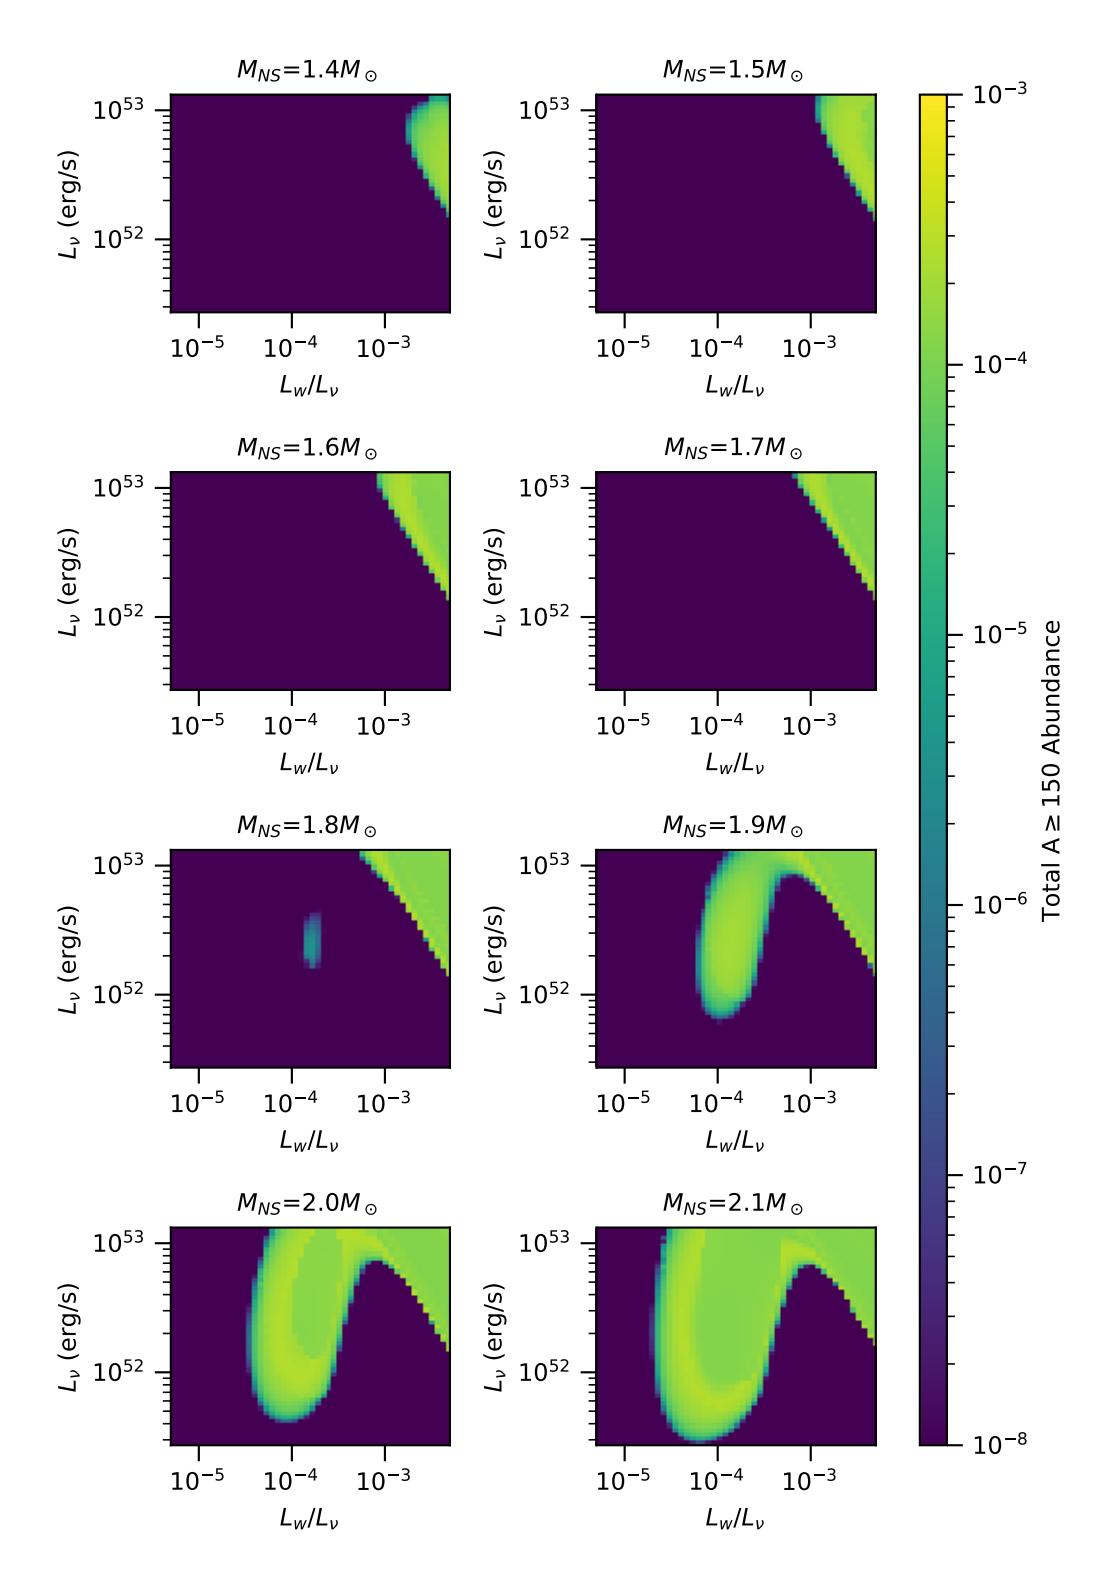 M_NS=1.4M_⊙
M_NS=1.5M_⊙
10^53
10^52
L_ν (erg/s)
10^−5 10^−4 10^−3
L_w/L_ν
10^53
10^52
L_ν (erg/s)
10^−5 10^−4 10^−3
L_w/L_ν
M_NS=1.6M_⊙
M_NS=1.7M_⊙
10^53
10^52
L_ν (erg/s)
10^−5 10^−4 10^−3
L_w/L_ν
10^53
10^52
L_ν (erg/s)
10^−5 10^−4 10^−3
L_w/L_ν
M_NS=1.8M_⊙
M_NS=1.9M_⊙
10^53
10^52
L_ν (erg/s)
10^−5 10^−4 10^−3
L_w/L_ν
10^53
10^52
L_ν (erg/s)
10^−5 10^−4 10^−3
L_w/L_ν
M_NS=2.0M_⊙
M_NS=2.1M_⊙
10^53
10^52
L_ν (erg/s)
10^−5 10^−4 10^−3
L_w/L_ν
10^53
10^52
L_ν (erg/s)
10^−5 10^−4 10^−3
L_w/L_ν
10^−3
10^−4
10^−5
10^−6
10^−7
10^−8
Total A ≥ 150 Abundance